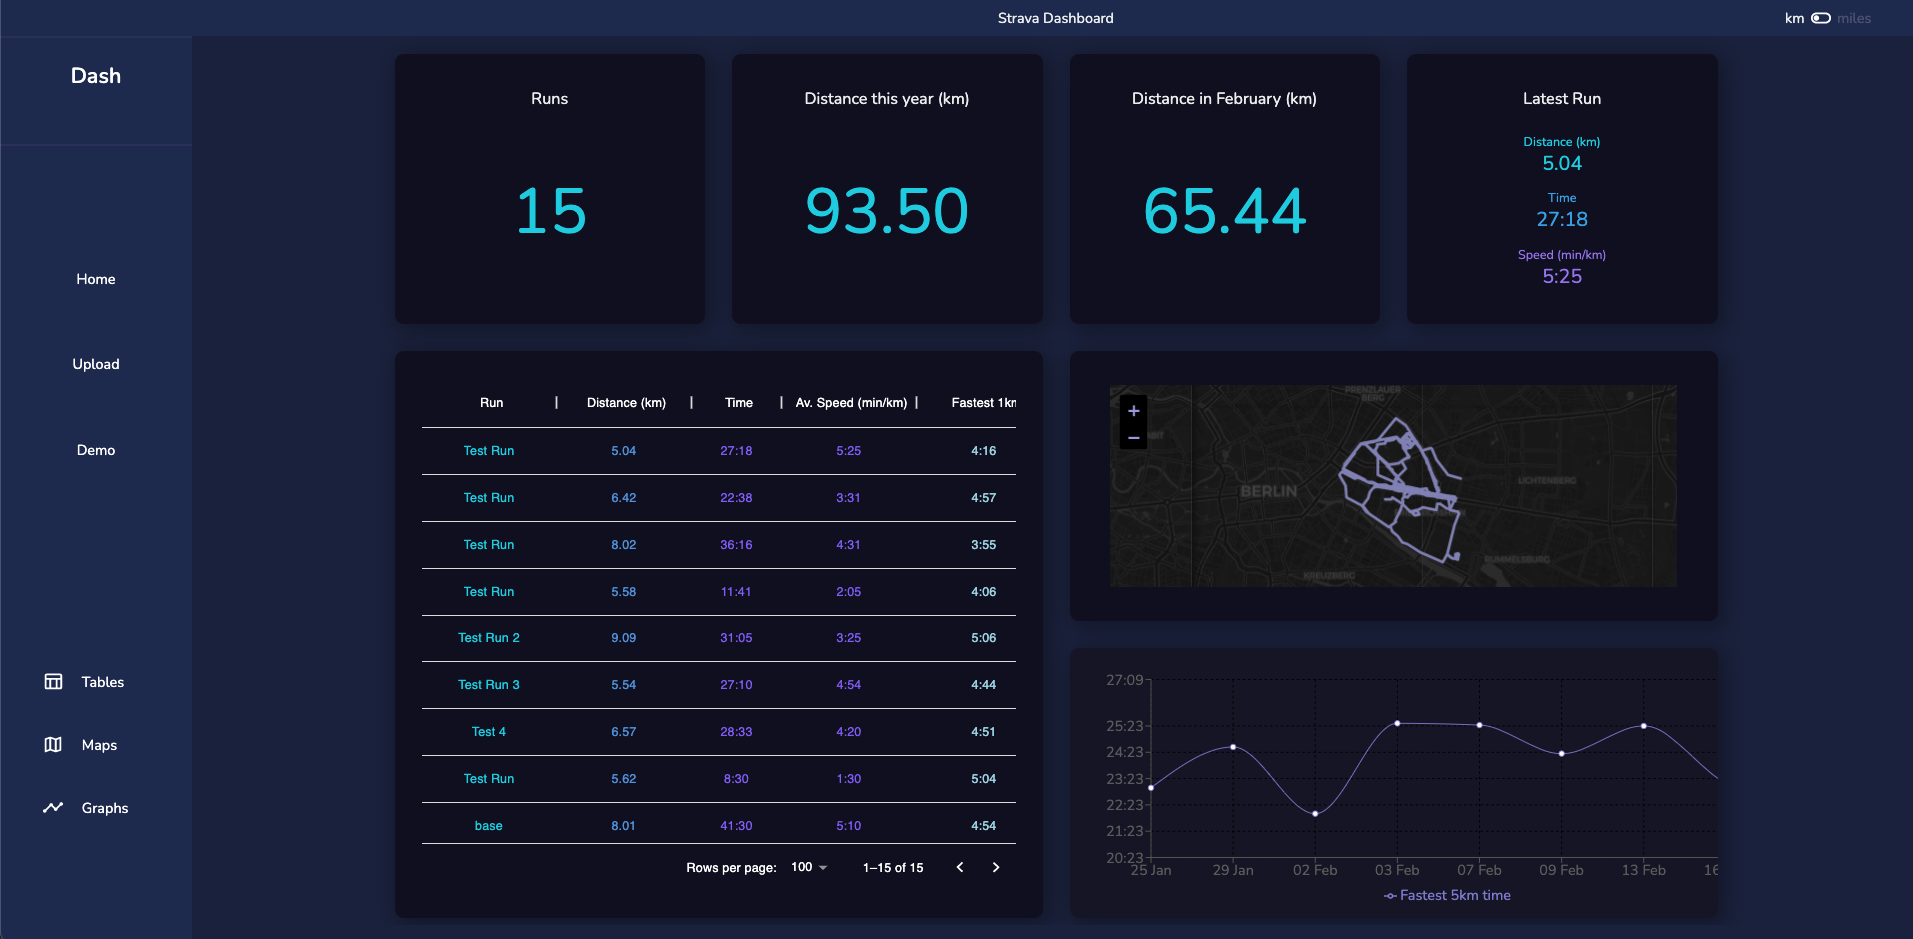 Strava Dashboard
km miles
Dash
Home
Upload
Demo
Tables
Maps
Graphs
Runs
15
Distance this year (km)
93.50
Distance in February (km)
65.44
Latest Run
Distance (km)
5.04
Time
27:18
Speed (min/km)
5:25
Run Distance (km) Time Av. Speed (min/km) Fastest 1km
Test Run 5.04 27:18 5:25 4:16
Test Run 6.42 22:38 3:31 4:57
Test Run 8.02 36:16 4:31 3:55
Test Run 5.58 11:41 2:05 4:06
Test Run 2 9.09 31:05 3:25 5:06
Test Run 3 5.54 27:10 4:54 4:44
Test 4 6.57 28:33 4:20 4:51
Test Run 5.62 8:30 1:30 5:04
base 8.01 41:30 5:10 4:54
Rows per page: 100 1–15 of 15
+
−
PRENZLAUER
BERG
BERLIN
LICHTENBERG
RUMMELSBURG
KREUZBERG
27:09
25:23
24:23
23:23
22:23
21:23
20:23
25 Jan 29 Jan 02 Feb 03 Feb 07 Feb 09 Feb 13 Feb 16
Fastest 5km time